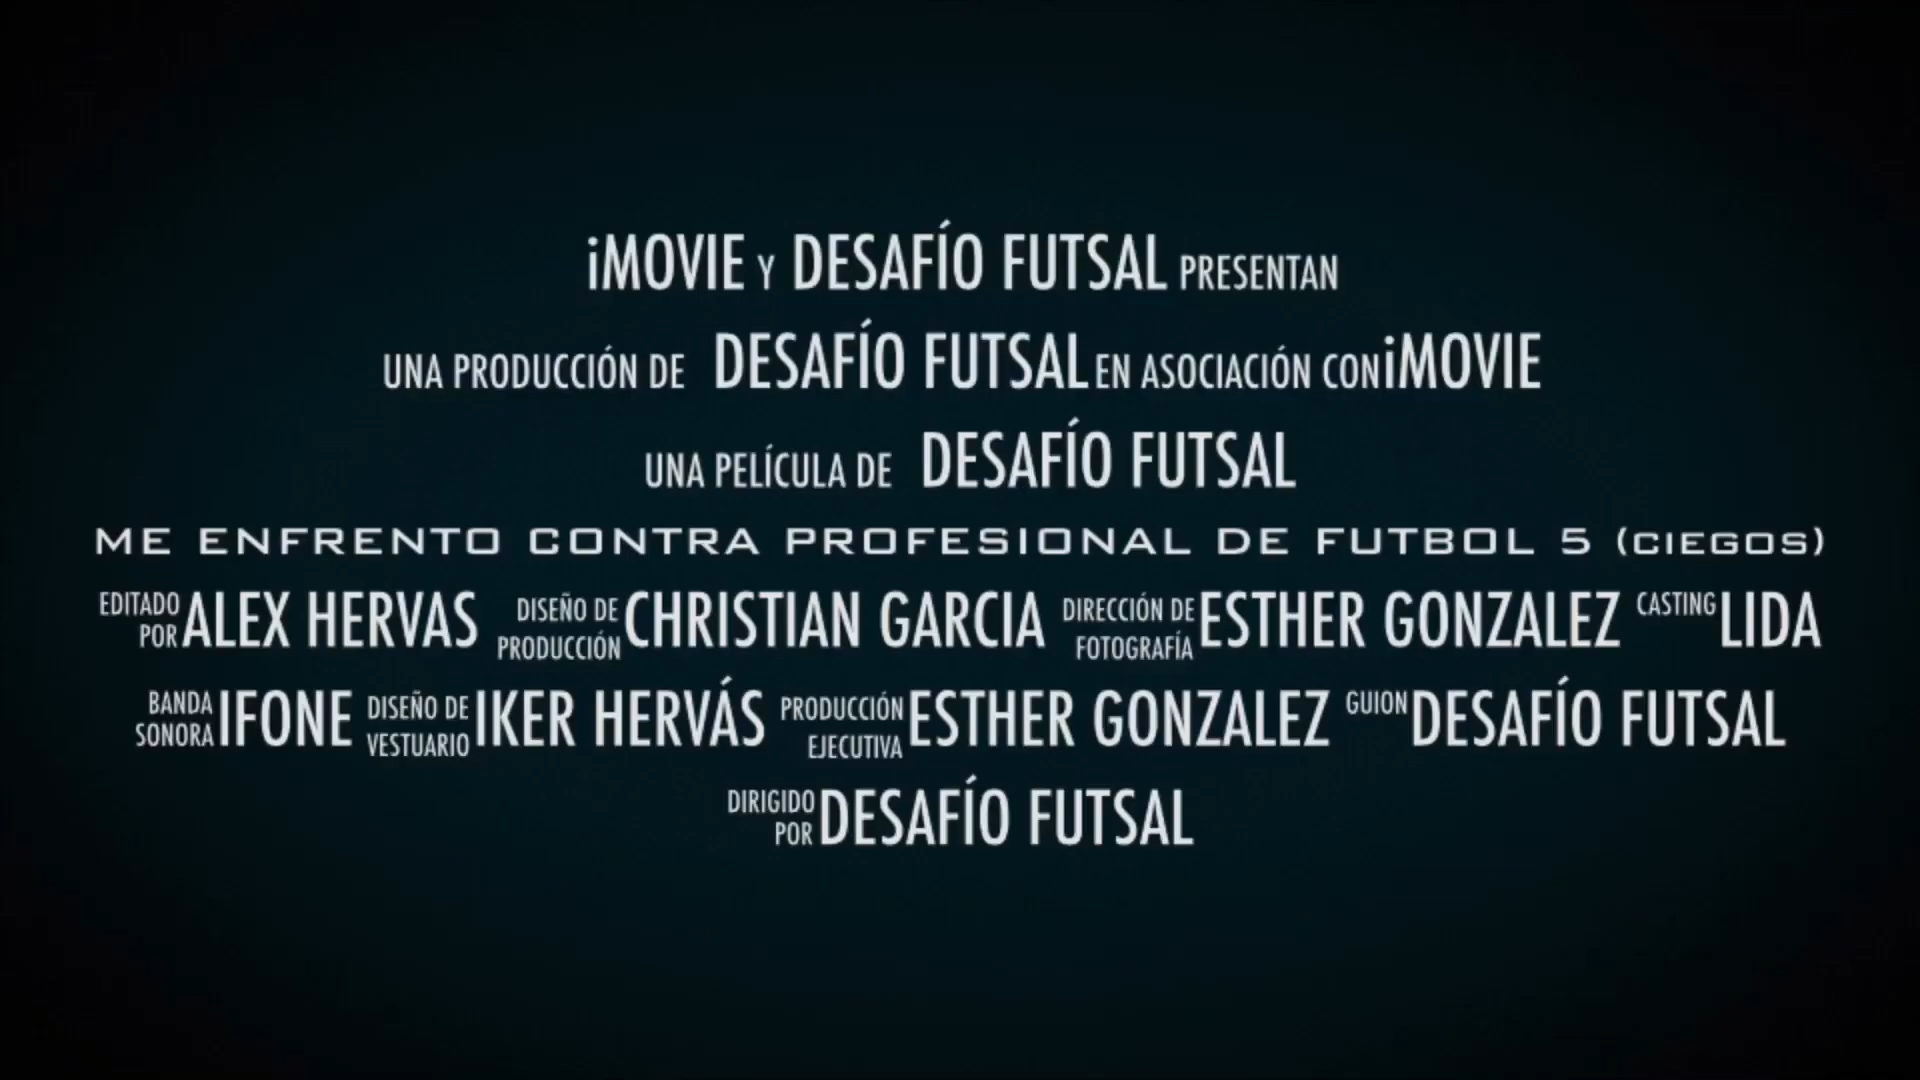 iMOVIE Y DESAFÍO FUTSAL PRESENTAN
UNA PRODUCCIÓN DE DESAFÍO FUTSAL EN ASOCIACIÓN CON iMOVIE
UNA PELÍCULA DE DESAFÍO FUTSAL
ME ENFRENTO CONTRA PROFESIONAL DE FUTBOL 5 (CIEGOS)
EDITADO POR ALEX HERVAS DISEÑO DE PRODUCCIÓN CHRISTIAN GARCIA DIRECCIÓN DE FOTOGRAFÍA ESTHER GONZALEZ CASTING LIDA
BANDA SONORA IFONE DISEÑO DE VESTUARIO IKER HERVÁS PRODUCCIÓN EJECUTIVA ESTHER GONZALEZ GUION DESAFÍO FUTSAL
DIRIGIDO POR DESAFÍO FUTSAL